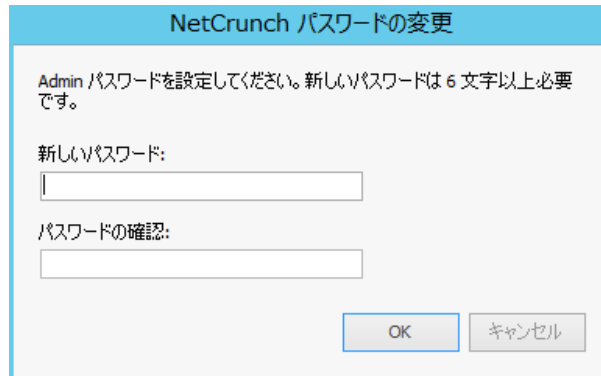 NetCrunch パスワードの変更
Admin パスワードを設定してください。新しいパスワードは 6 文字以上必要
です。
新しいパスワード:
パスワードの確認:
OK キャンセル